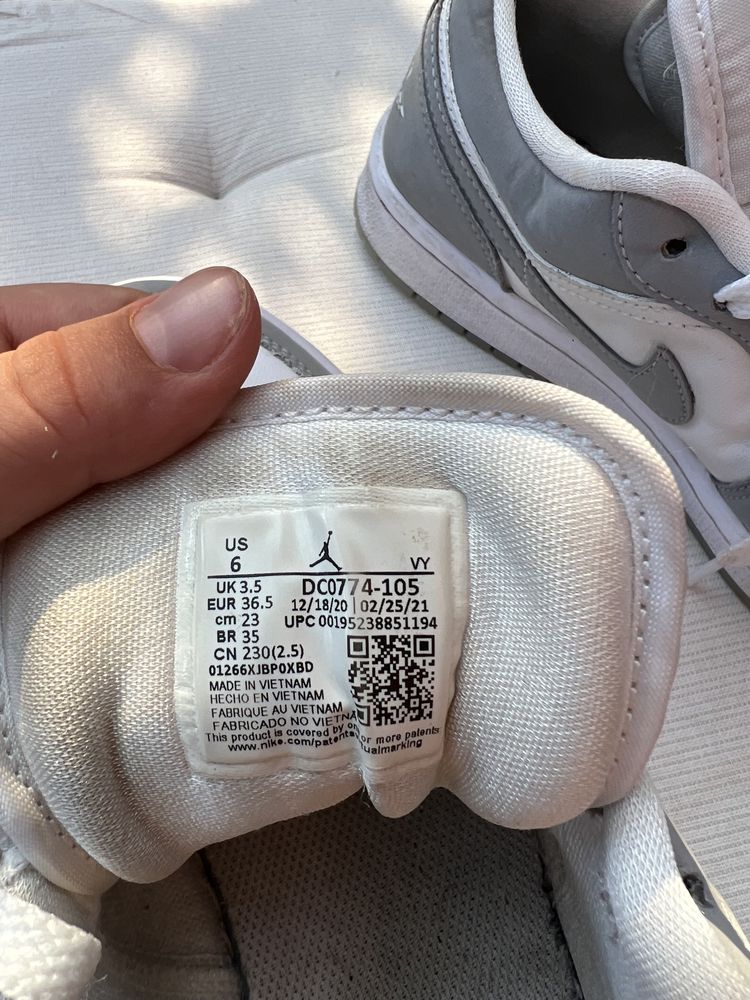 US
6
VY
UK 3.5
DC0774-105
EUR 36.5
12/18/20 | 02/25/21
cm 23
UPC 00195238851194
BR 35
CN 230(2.5)
01266XJBP0XBD
MADE IN VIETNAM
HECHO EN VIETNAM
FABRIQUE AU VIETNAM
FABRICADO NO VIETNA
This product is covered by on or more patents
www.nike.com/patents ualmarking